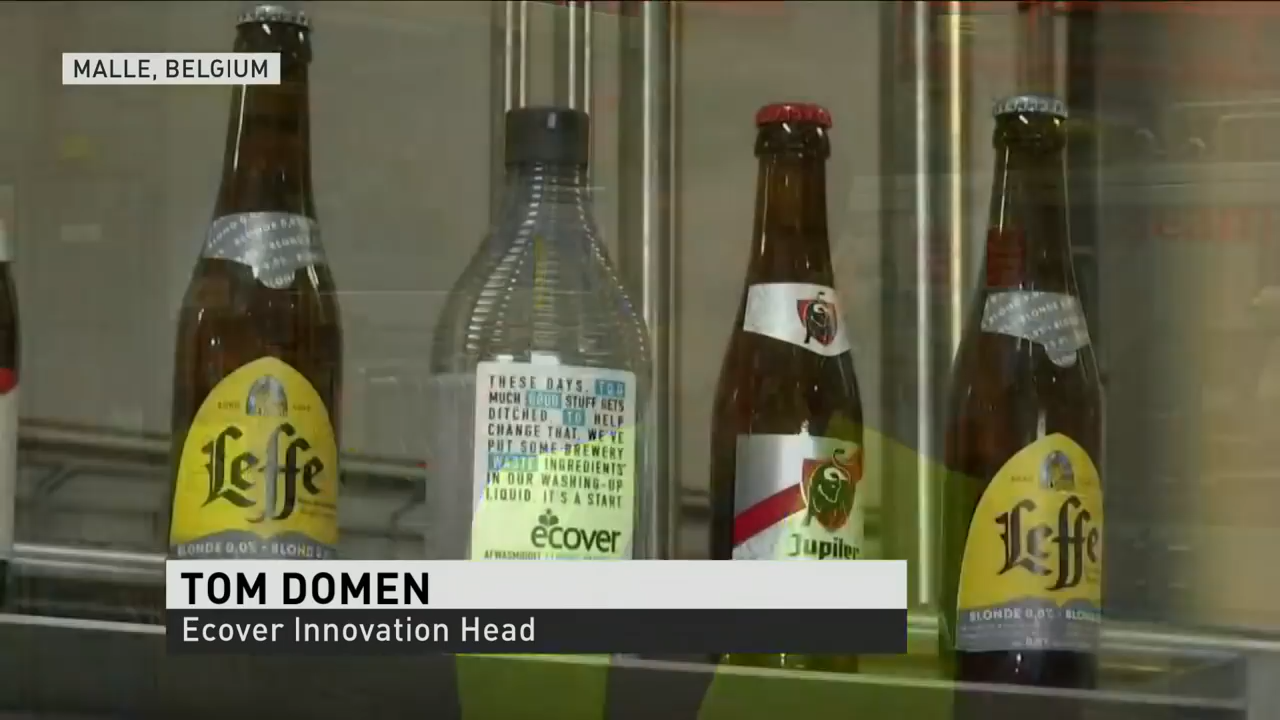 MALLE, BELGIUM
Leffe
BLONDE 0,0% • BLOND
THESE DAYS, TOO
MUCH GOOD STUFF GETS
DITCHED. TO HELP
CHANGE THAT, WE'VE
PUT SOME BREWERY
WASTE INGREDIENTS
IN OUR WASHING-UP
LIQUID. IT'S A START
ecover
AFWASMIDDEL
Jupiler
Leffe
BLONDE 0,0% • BLOND
TOM DOMEN
Ecover Innovation Head